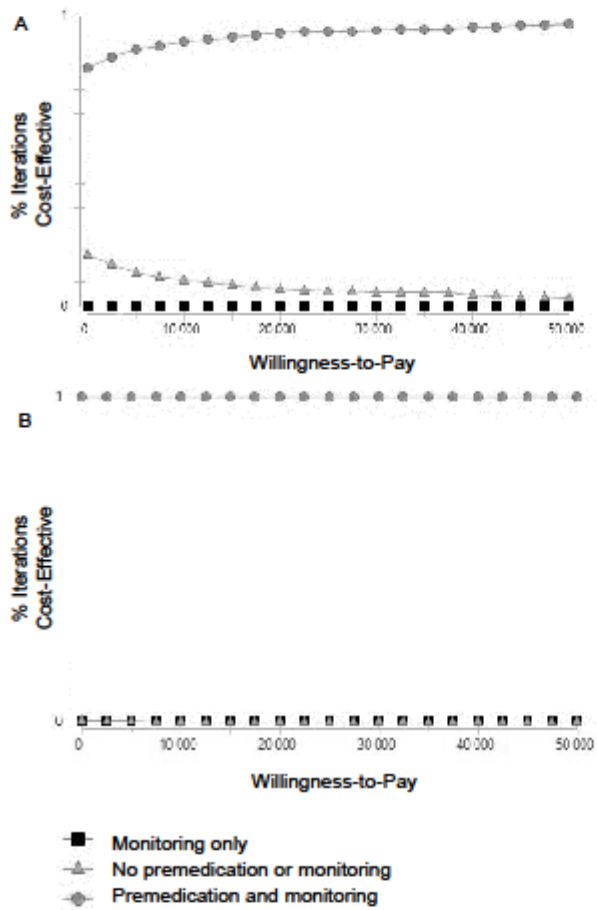 A
1
% Iterations
Cost-Effective
0
0 10 000 20 000 30 000 40 000 50 000
Willingness-to-Pay
1
B
% Iterations
Cost-Effective
0
0 10 000 20 000 30 000 40 000 50 000
Willingness-to-Pay
Monitoring only
No premedication or monitoring
Premedication and monitoring